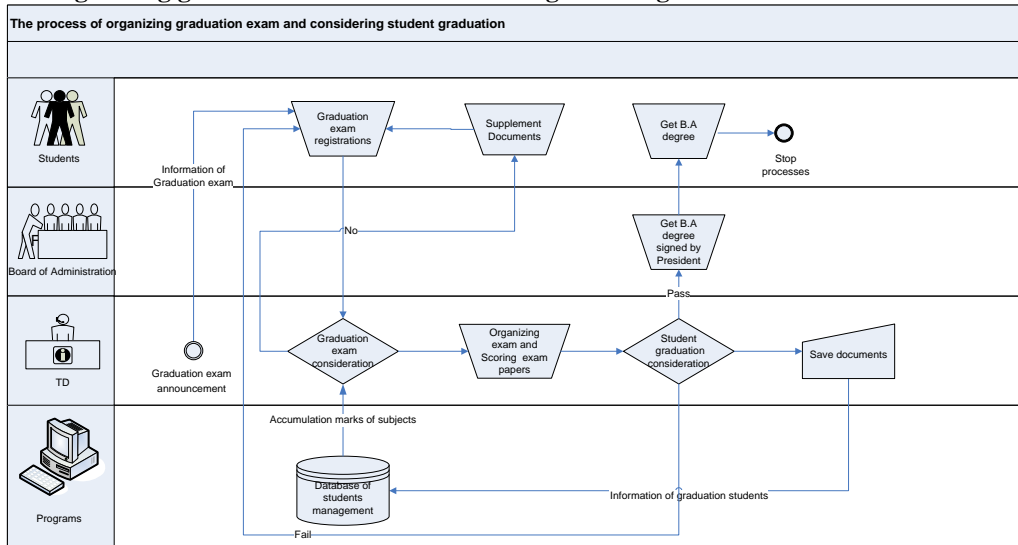 The process of organizing graduation exam and considering student graduation
Students
Information of
Graduation exam
Graduation
exam
registrations
Supplement
Documents
Get B.A
degree
Stop
processes
Board of Administration
No
Get B.A
degree
signed by
President
Pass
TD
Graduation exam
announcement
Graduation
exam
consideration
Organizing
exam and
Scoring exam
papers
Student
graduation
consideration
Save documents
Programs
Accumulation marks of subjects
Database of
students
management
Information of graduation students
Fail